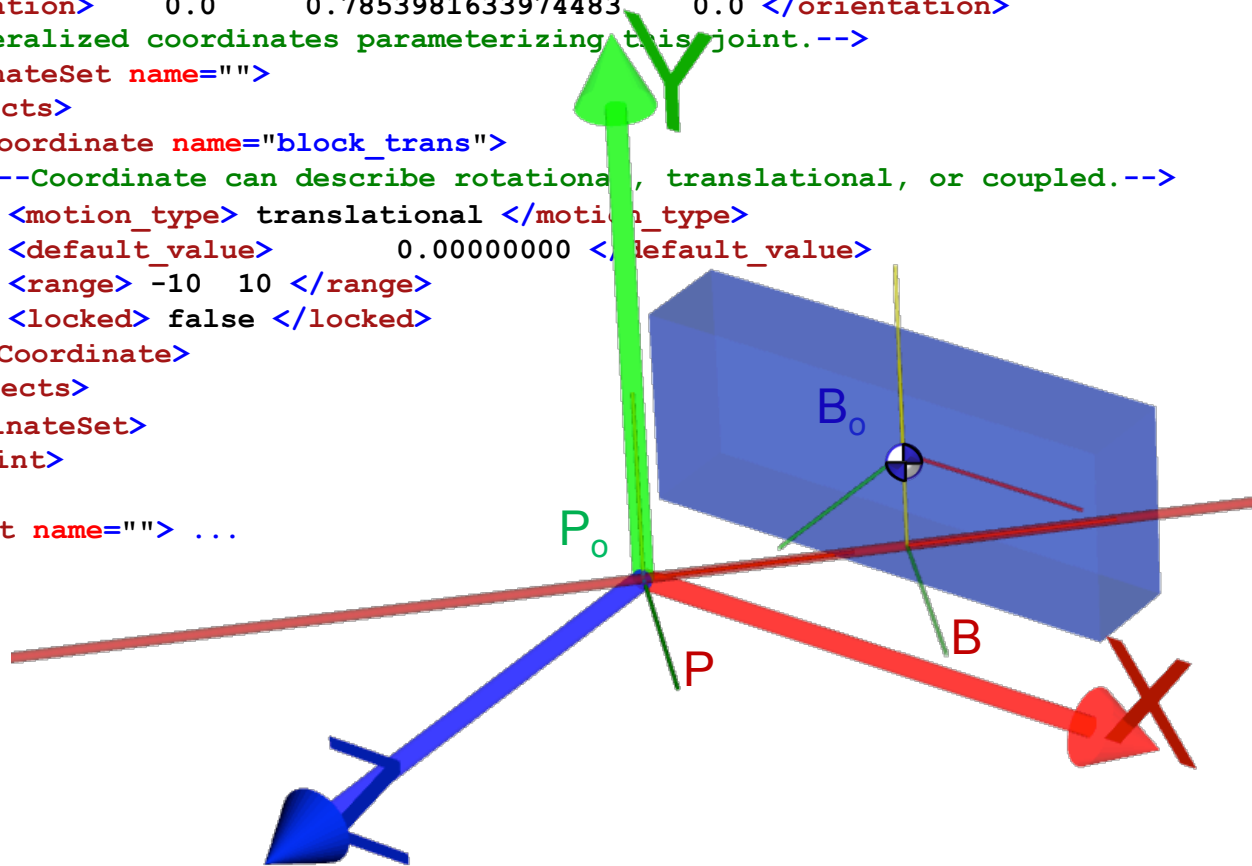 ation>    0.0      0.7853981633974483    0.0 </orientation>
eralized coordinates parameterizing this joint.-->
nateSet name="">
cts>
oordinate name="block_trans">
--Coordinate can describe rotational, translational, or coupled.-->
<motion_type> translational </motion_type>
<default_value>       0.00000000 </default_value>
<range> -10  10 </range>
<locked> false </locked>
Coordinate>
ects>
inateSet>
int>
t name=""> ...
Y
Bo
Po
B
P
X
Z